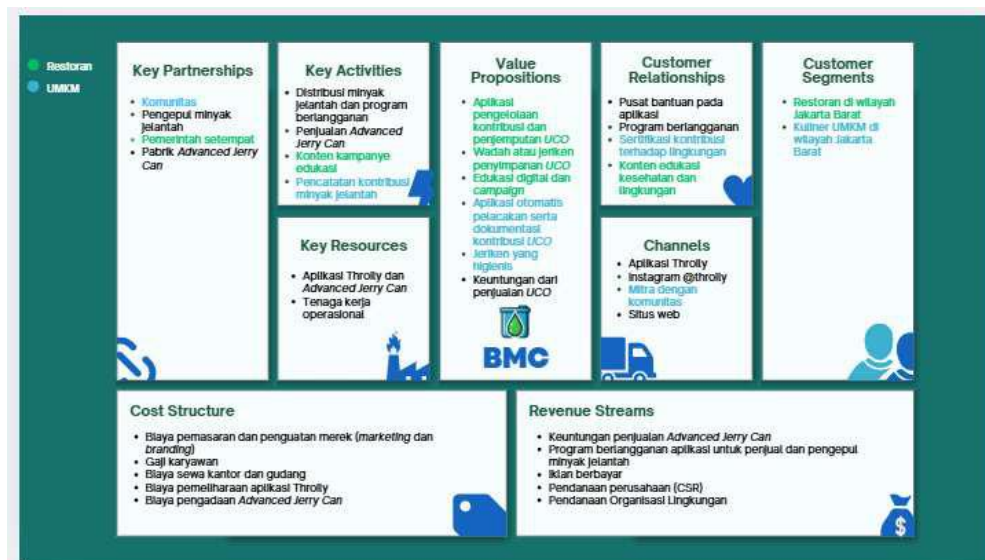 Restoran
UMKM
Key Partnerships
• Komunitas
• Pengepul minyak
jelantah
• Pemerintah setempat
• Pabrik Advanced Jerry
Can
Key Activities
• Distribusi minyak
jelantah dan program
berlangganan
• Penjualan Advanced
Jerry Can
• Konten kampanye
edukasi
• Pencatatan kontribusi
minyak jelantah
Key Resources
• Aplikasi Throlly dan
Advanced Jerry Can
• Tenaga kerja
operasional
Value
Propositions
• Aplikasi
pengelolaan
kontribusi dan
penjemputan UCO
• Wadah atau jeriken
penyimpanan UCO
• Edukasi digital dan
campaign
• Aplikasi otomatis
pelacakan serta
dokumentasi
kontribusi UCO
• Jeriken yang
higienis
• Keuntungan dari
penjualan UCO
BMC
Customer
Relationships
• Pusat bantuan pada
aplikasi
• Program berlangganan
• Sertifikasi kontribusi
terhadap lingkungan
• Konten edukasi
kesehatan dan
lingkungan
Channels
• Aplikasi Throlly
• Instagram @throlly
• Mitra dengan
komunitas
• Situs web
Customer
Segments
• Restoran di wilayah
Jakarta Barat
• Kuliner UMKM di
wilayah Jakarta
Barat
Cost Structure
• Biaya pemasaran dan penguatan merek (marketing dan
branding)
• Gaji karyawan
• Biaya sewa kantor dan gudang
• Biaya pemeliharaan aplikasi Throlly
• Biaya pengadaan Advanced Jerry Can
Revenue Streams
• Keuntungan penjualan Advanced Jerry Can
• Program berlangganan aplikasi untuk penjual dan pengepul
minyak jelantah
• Iklan berbayar
• Pendanaan perusahaan (CSR)
• Pendanaan Organisasi Lingkungan
$